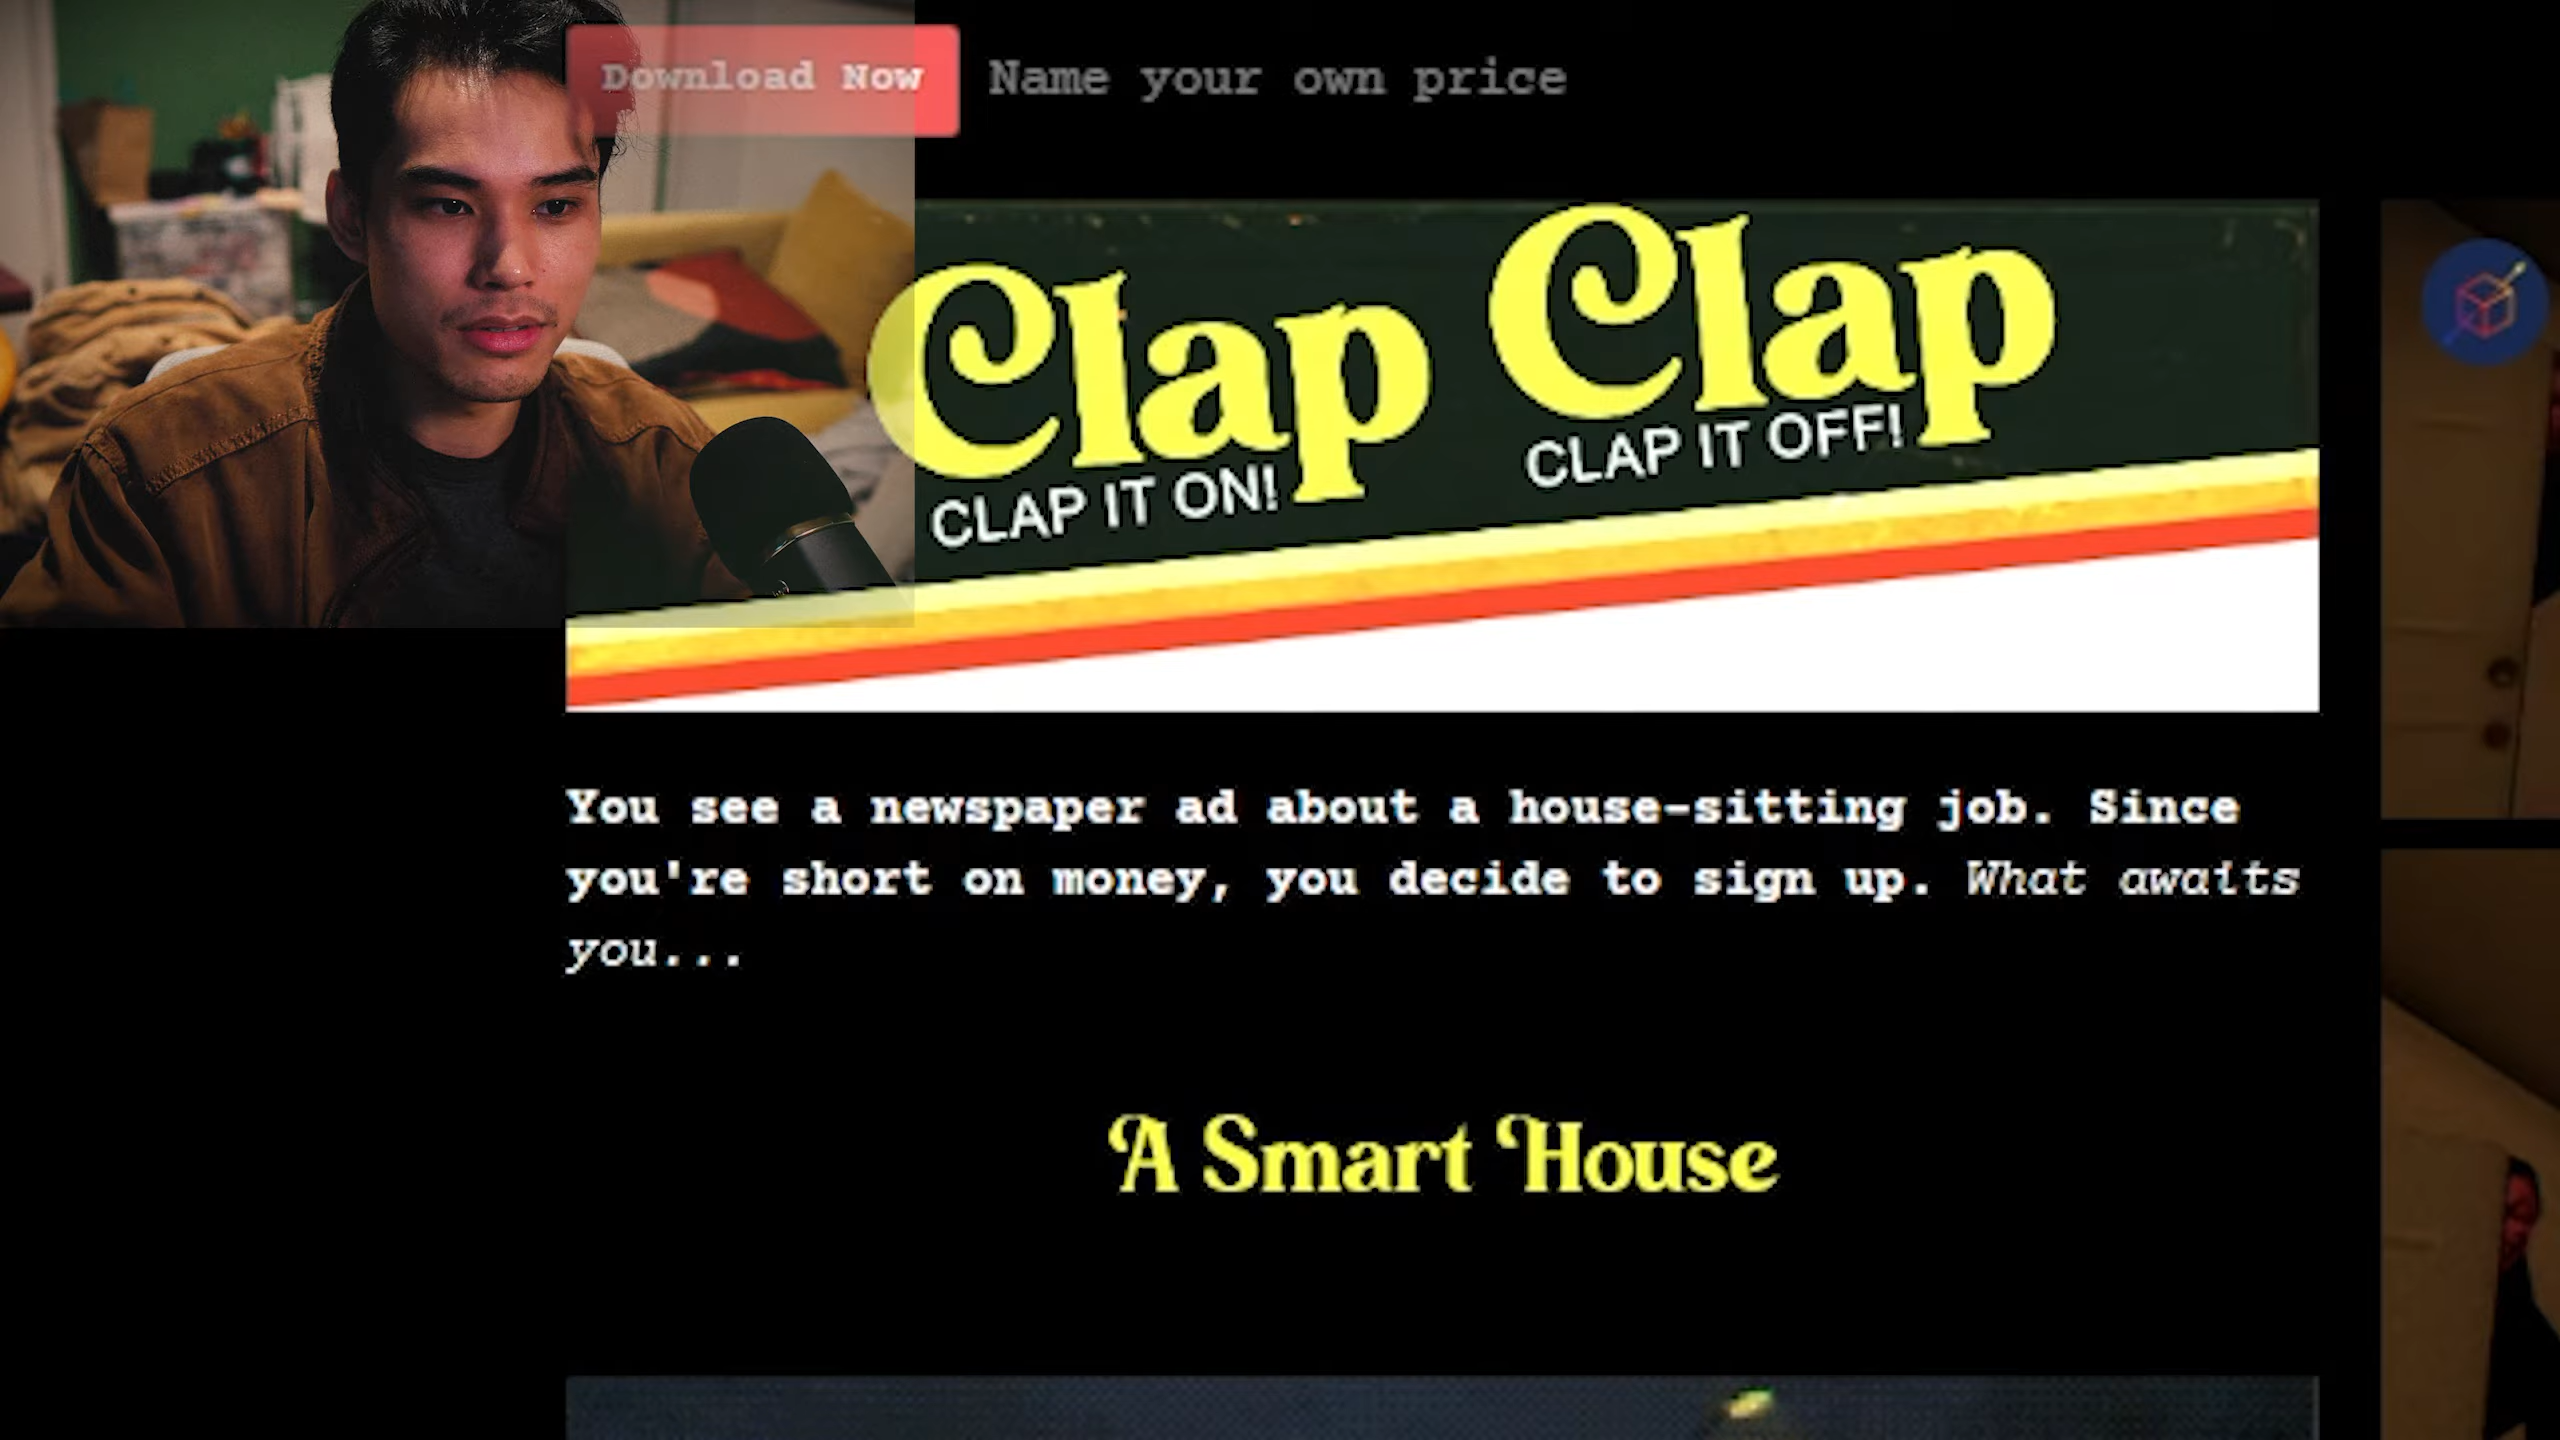 Download Now Name your own price
Clap Clap
CLAP IT ON! CLAP IT OFF!
You see a newspaper ad about a house-sitting job. Since
you're short on money, you decide to sign up. What awaits
you...
A Smart House